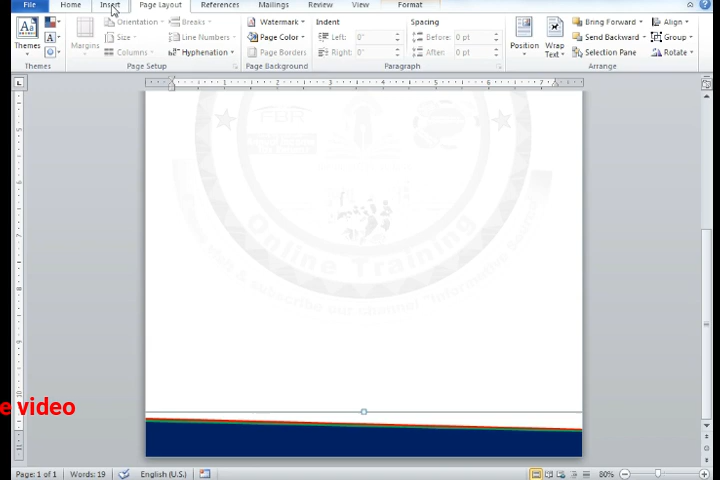 File Home Insert Page Layout References Mailings Review View Format
Orientation Breaks Watermark Indent Spacing Bring Forward Align
Size Line Numbers Page Color Left: 0" Before: 0 pt Send Backward Group
Themes Margins Columns Hyphenation Page Borders Right: 0" After: 0 pt Position Wrap Text Selection Pane Rotate
Themes Page Setup Page Background Paragraph Arrange
FBR
Online Training
e video
Page: 1 of 1 Words: 19 English (U.S.) 80%